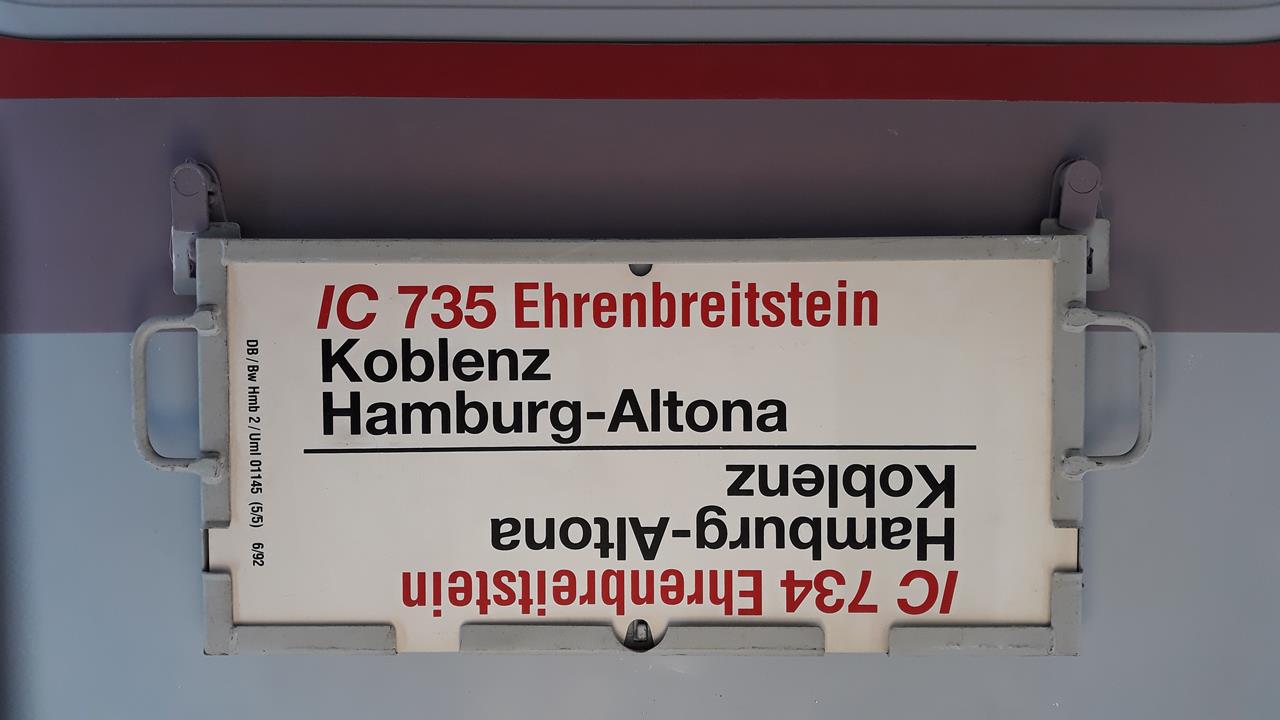 IC 735 Ehrenbreitstein
Koblenz
Hamburg-Altona
IC 734 Ehrenbreitstein
Hamburg-Altona
Koblenz
DB / Bw Hmb 2 / Uml 01145 (5/5) 6/92